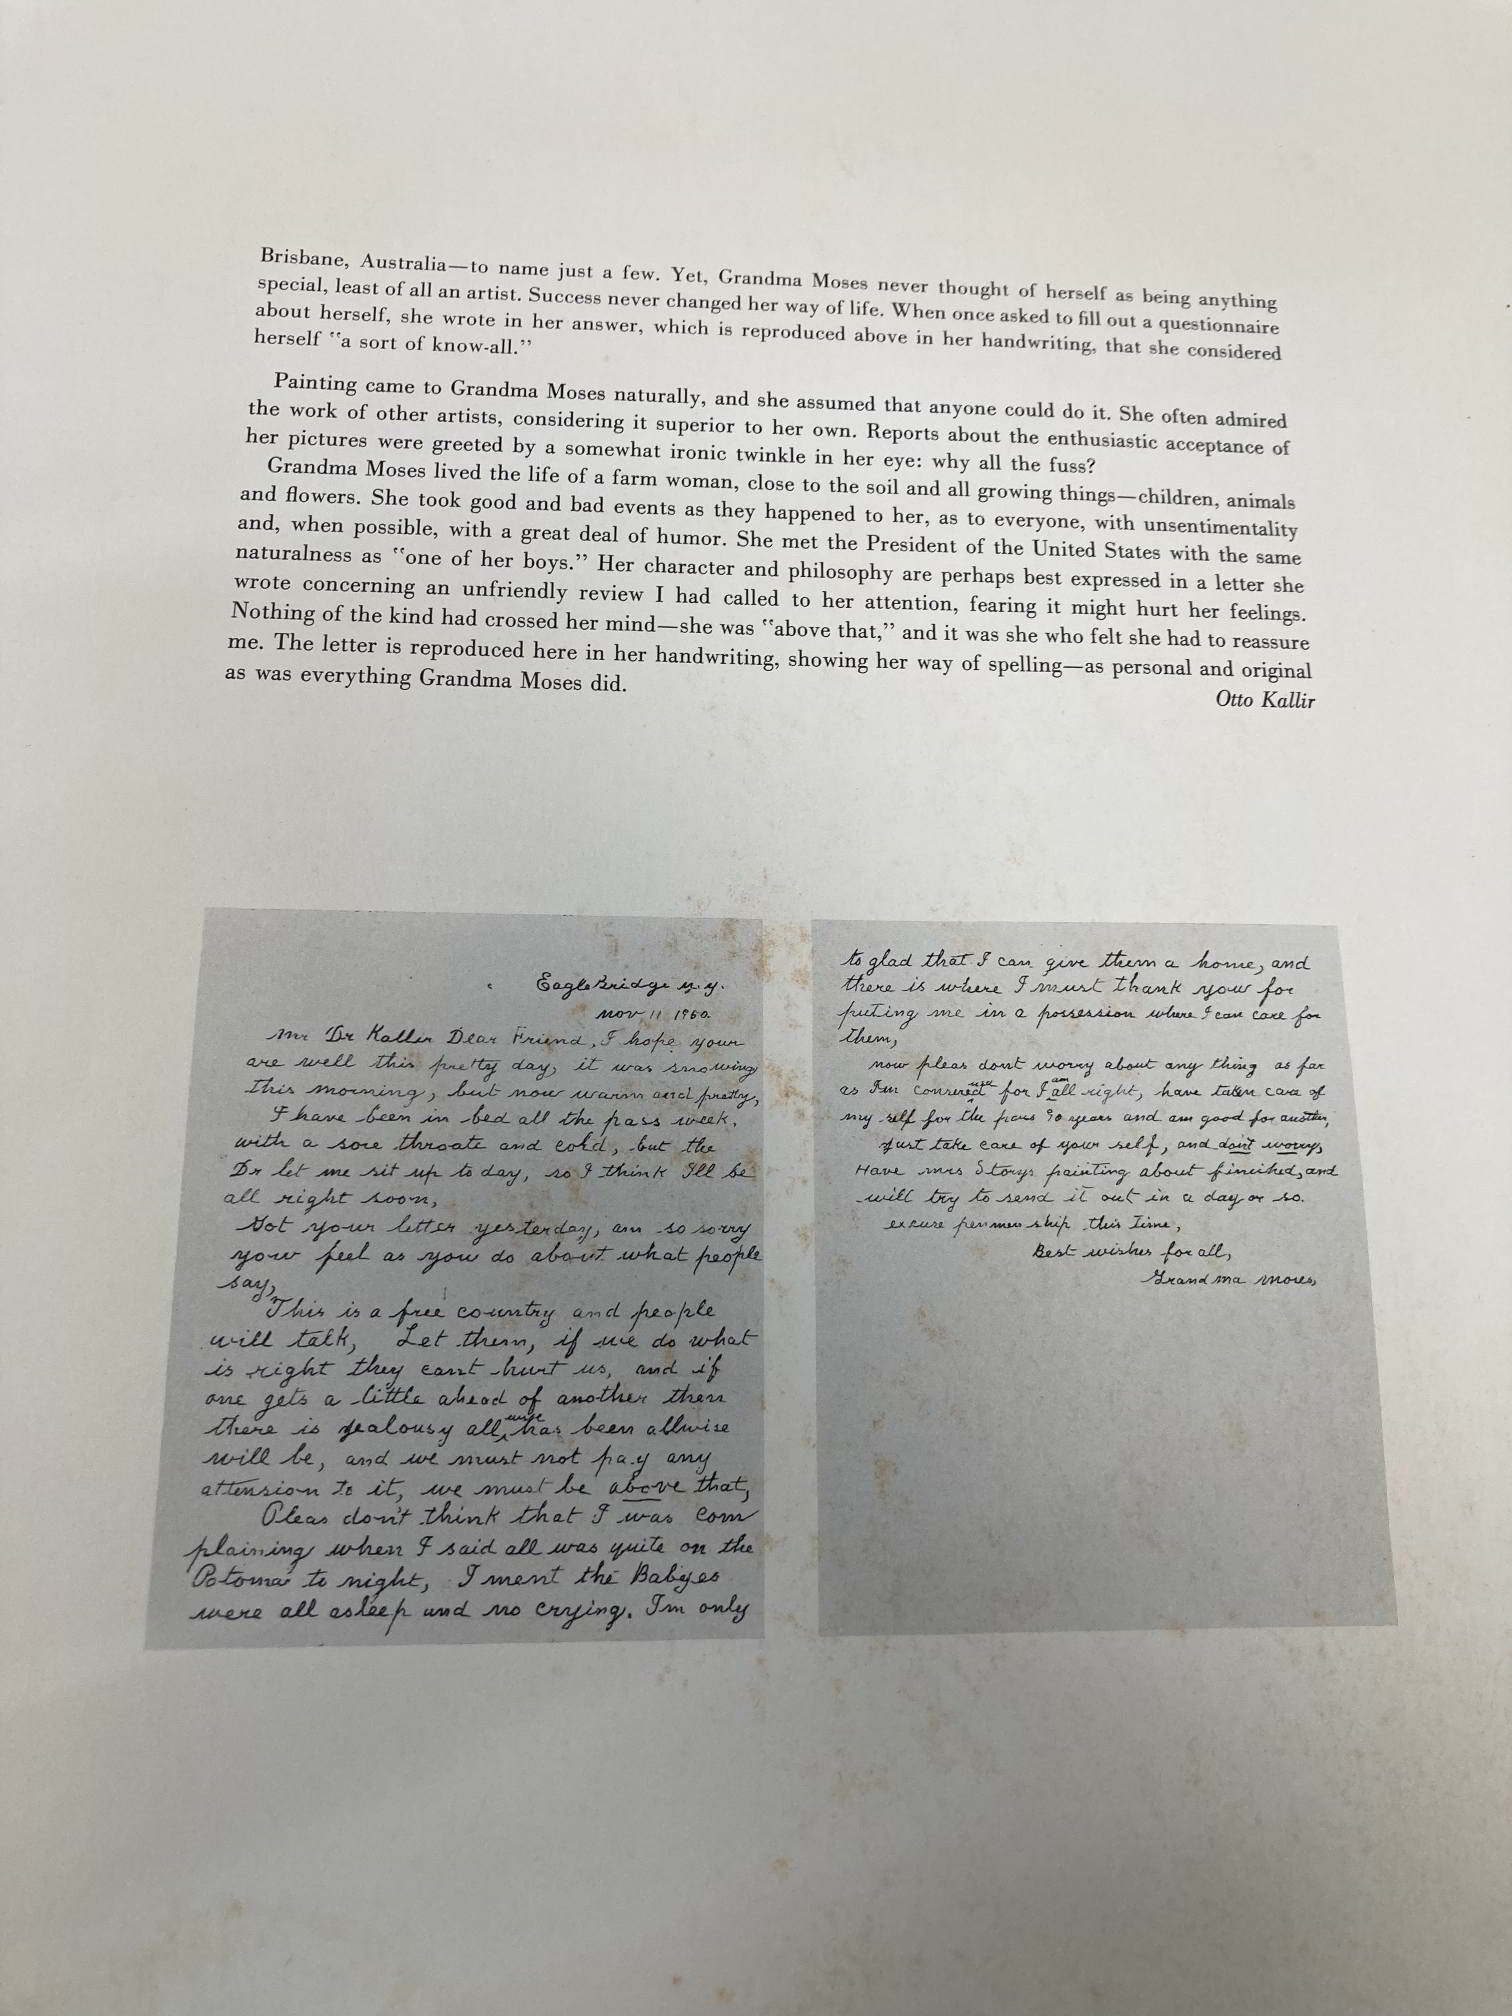 Brisbane, Australia—to name just a few. Yet, Grandma Moses never thought of herself as being anything
special, least of all an artist. Success never changed her way of life. When once asked to fill out a questionnaire
about herself, she wrote in her answer, which is reproduced above in her handwriting, that she considered
herself "a sort of know-all."
Painting came to Grandma Moses naturally, and she assumed that anyone could do it. She often admired
the work of other artists, considering it superior to her own. Reports about the enthusiastic acceptance of
her pictures were greeted by a somewhat ironic twinkle in her eye: why all the fuss?
Grandma Moses lived the life of a farm woman, close to the soil and all growing things—children, animals
and flowers. She took good and bad events as they happened to her, as to everyone, with unsentimentality
and, when possible, with a great deal of humor. She met the President of the United States with the same
naturalness as "one of her boys." Her character and philosophy are perhaps best expressed in a letter she
wrote concerning an unfriendly review I had called to her attention, fearing it might hurt her feelings.
Nothing of the kind had crossed her mind—she was "above that," and it was she who felt she had to reassure
me. The letter is reproduced here in her handwriting, showing her way of spelling—as personal and original
as was everything Grandma Moses did.
Otto Kallir
Eagle Bridge N.Y.
Nov 11 1950
Mr Dr Kallir Dear Friend, I hope your
are well this pretty day, it was snowing
this morning, but now warm and pretty,
I have been in bed all the pass week,
with a sore throate and cold, but the
Dr let me sit up to day, so I think Ill be
all right soon,
Got your letter yesterday, am so sorry
your feel as you do about what people
say,
This is a free country and people
will talk, Let them, if we do what
is right they cant hurt us, and if
one gets a little ahead of another then
there is jealousy all wise has been allwise
will be, and we must not pay any
attension to it, we must be above that,
Pleas don't think that I was com
plaining when I said all was quite on the
Potomac to night, I ment the Babyes
were all asleep and no crying. Im only
to glad that I can give them a home, and
there is where I must thank you for
puting me in a possession where I can care for
them,
now pleas dont worry about any thing as far
as Im for I am all right, have taken care of
my self for the pass 90 years and am good for
Just take care of your self, and don't worry,
Have mrs Storys painting about finiched, and
will try to send it out in a day or so.
excuse penmen ship this time,
Best wishes for all,
Grandma Moses,